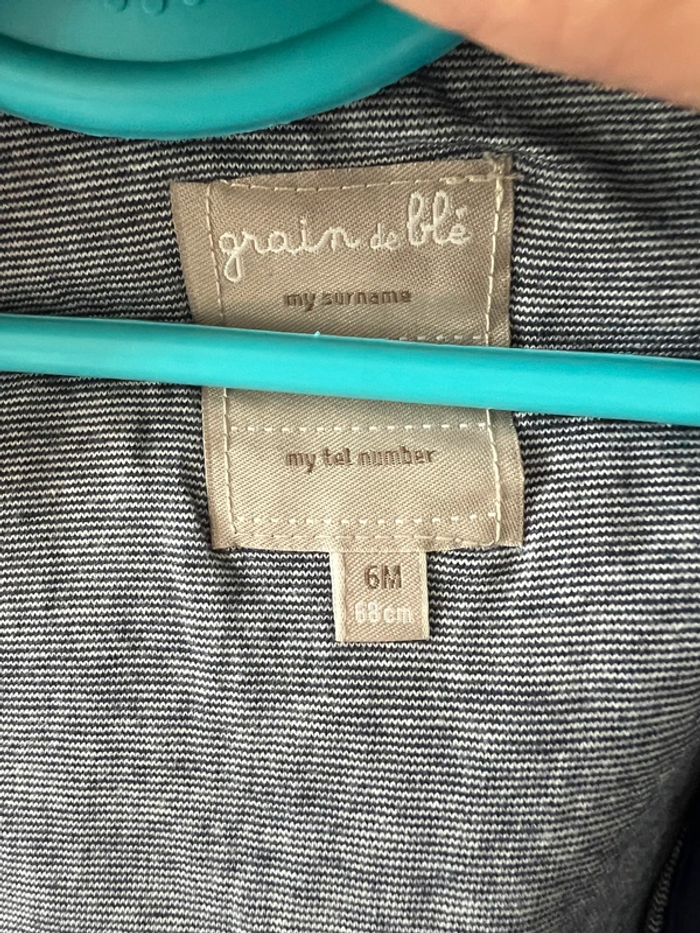 grain de blé
my surname
my tel number
6M
68cm